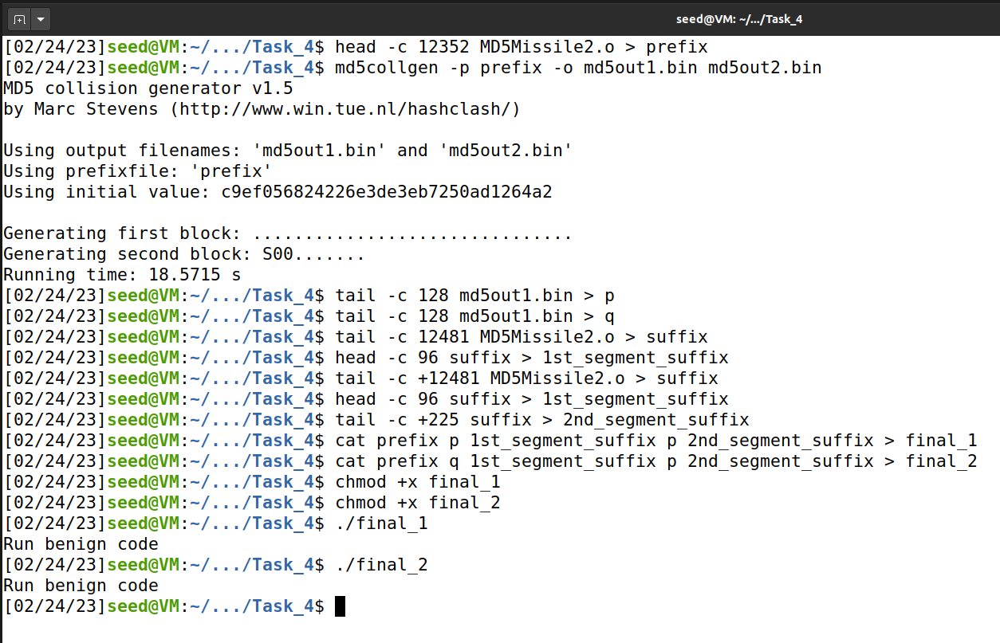 seed@VM: ~/.../Task_4
[02/24/23]seed@VM:~/.../Task_4$ head -c 12352 MD5Missile2.o > prefix
[02/24/23]seed@VM:~/.../Task_4$ md5collgen -p prefix -o md5out1.bin md5out2.bin
MD5 collision generator v1.5
by Marc Stevens (http://www.win.tue.nl/hashclash/)

Using output filenames: 'md5out1.bin' and 'md5out2.bin'
Using prefixfile: 'prefix'
Using initial value: c9ef056824226e3de3eb7250ad1264a2

Generating first block: ...............................
Generating second block: S00.......
Running time: 18.5715 s
[02/24/23]seed@VM:~/.../Task_4$ tail -c 128 md5out1.bin > p
[02/24/23]seed@VM:~/.../Task_4$ tail -c 128 md5out1.bin > q
[02/24/23]seed@VM:~/.../Task_4$ tail -c 12481 MD5Missile2.o > suffix
[02/24/23]seed@VM:~/.../Task_4$ head -c 96 suffix > 1st_segment_suffix
[02/24/23]seed@VM:~/.../Task_4$ tail -c +12481 MD5Missile2.o > suffix
[02/24/23]seed@VM:~/.../Task_4$ head -c 96 suffix > 1st_segment_suffix
[02/24/23]seed@VM:~/.../Task_4$ tail -c +225 suffix > 2nd_segment_suffix
[02/24/23]seed@VM:~/.../Task_4$ cat prefix p 1st_segment_suffix p 2nd_segment_suffix > final_1
[02/24/23]seed@VM:~/.../Task_4$ cat prefix q 1st_segment_suffix p 2nd_segment_suffix > final_2
[02/24/23]seed@VM:~/.../Task_4$ chmod +x final_1
[02/24/23]seed@VM:~/.../Task_4$ chmod +x final_2
[02/24/23]seed@VM:~/.../Task_4$ ./final_1
Run benign code
[02/24/23]seed@VM:~/.../Task_4$ ./final_2
Run benign code
[02/24/23]seed@VM:~/.../Task_4$